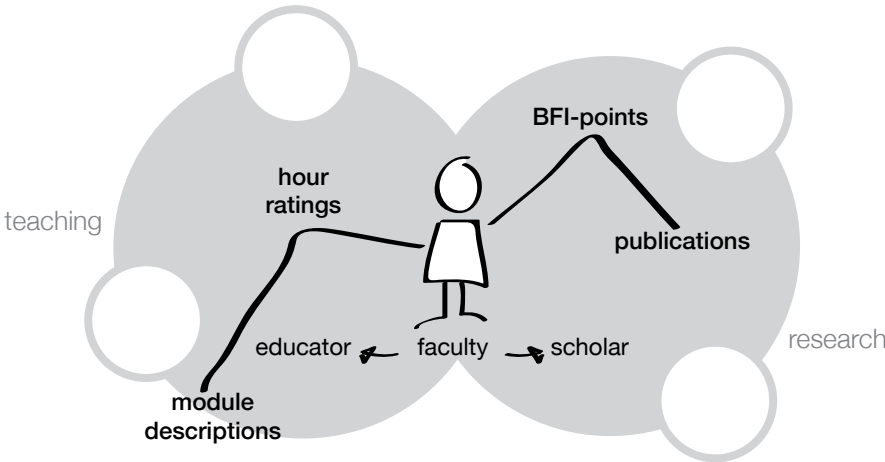 BFI-points
hour
ratings
teaching
publications
educator
faculty
scholar
research
module
descriptions